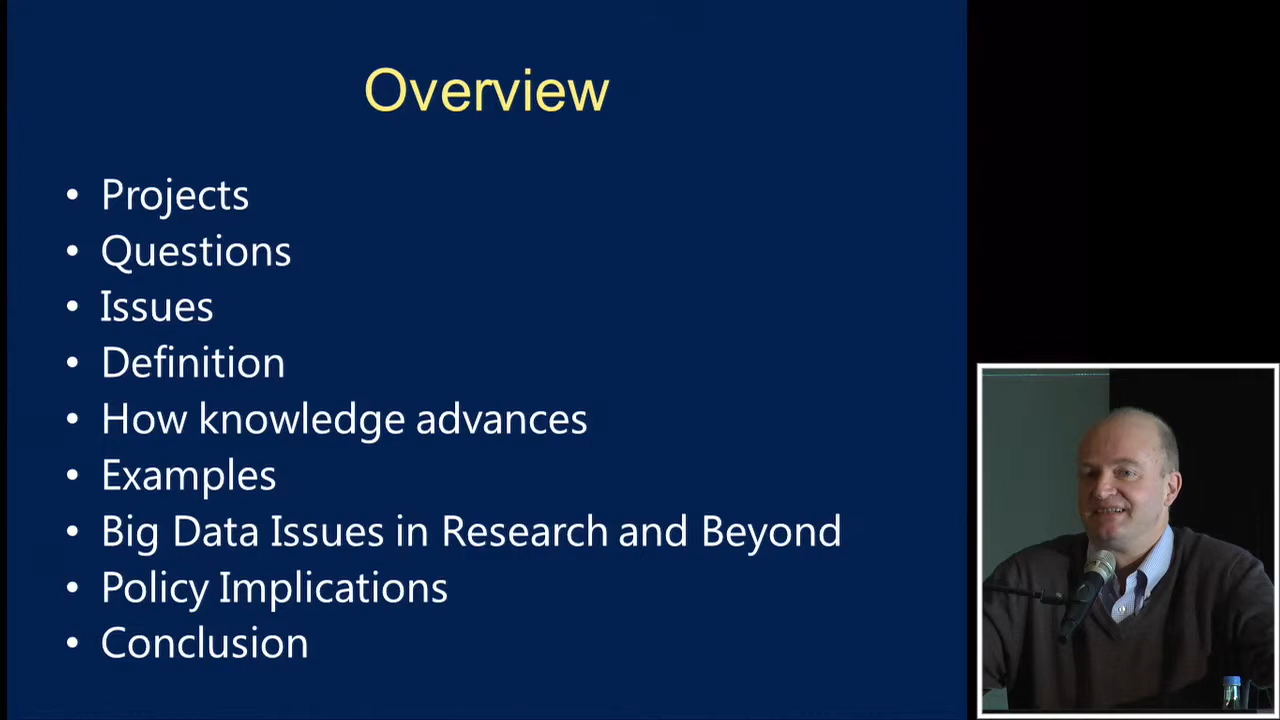 Overview
• Projects
• Questions
• Issues
• Definition
• How knowledge advances
• Examples
• Big Data Issues in Research and Beyond
• Policy Implications
• Conclusion